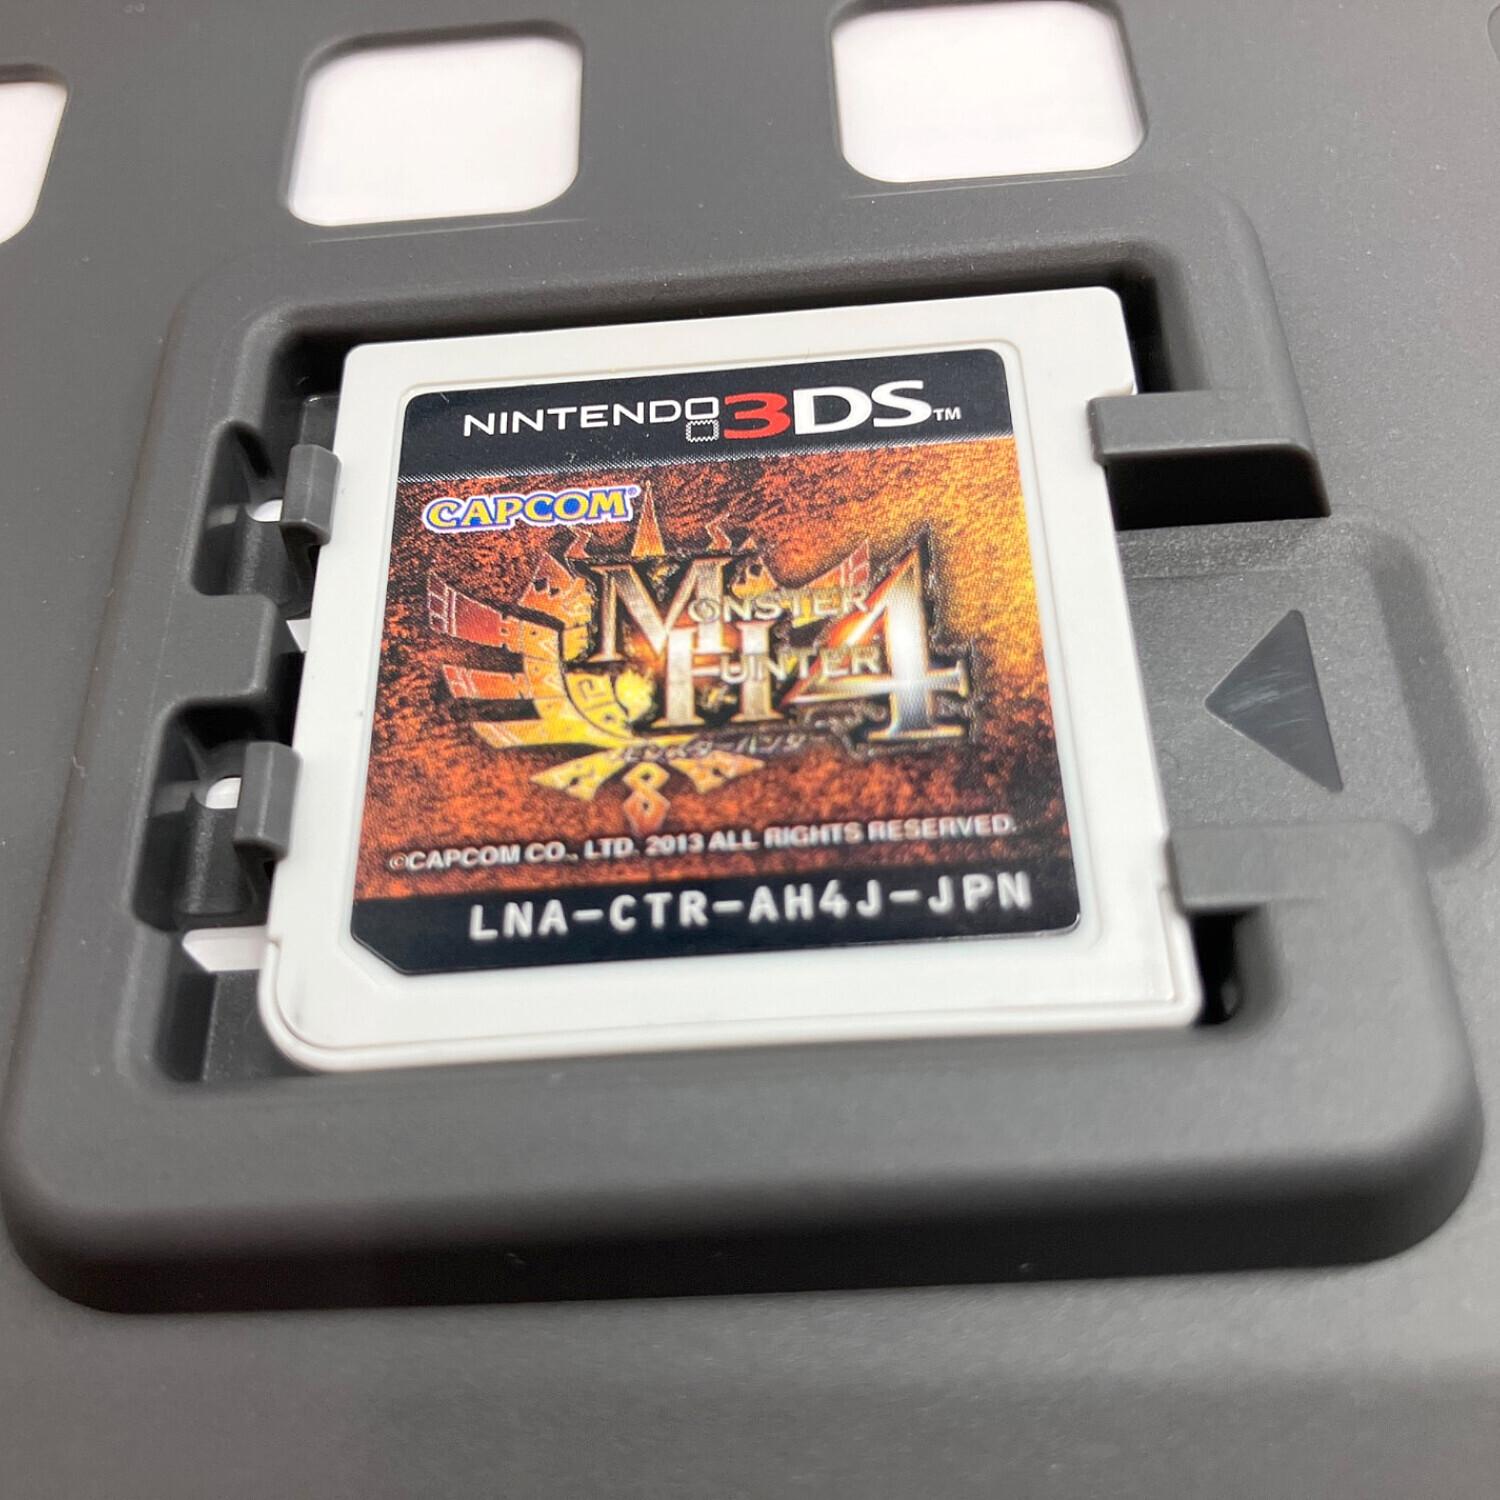 NINTENDO 3DS™
CAPCOM®
MONSTER
HUNTER 4
モンスターハンター
©CAPCOM CO., LTD. 2013 ALL RIGHTS RESERVED.
LNA-CTR-AH4J-JPN